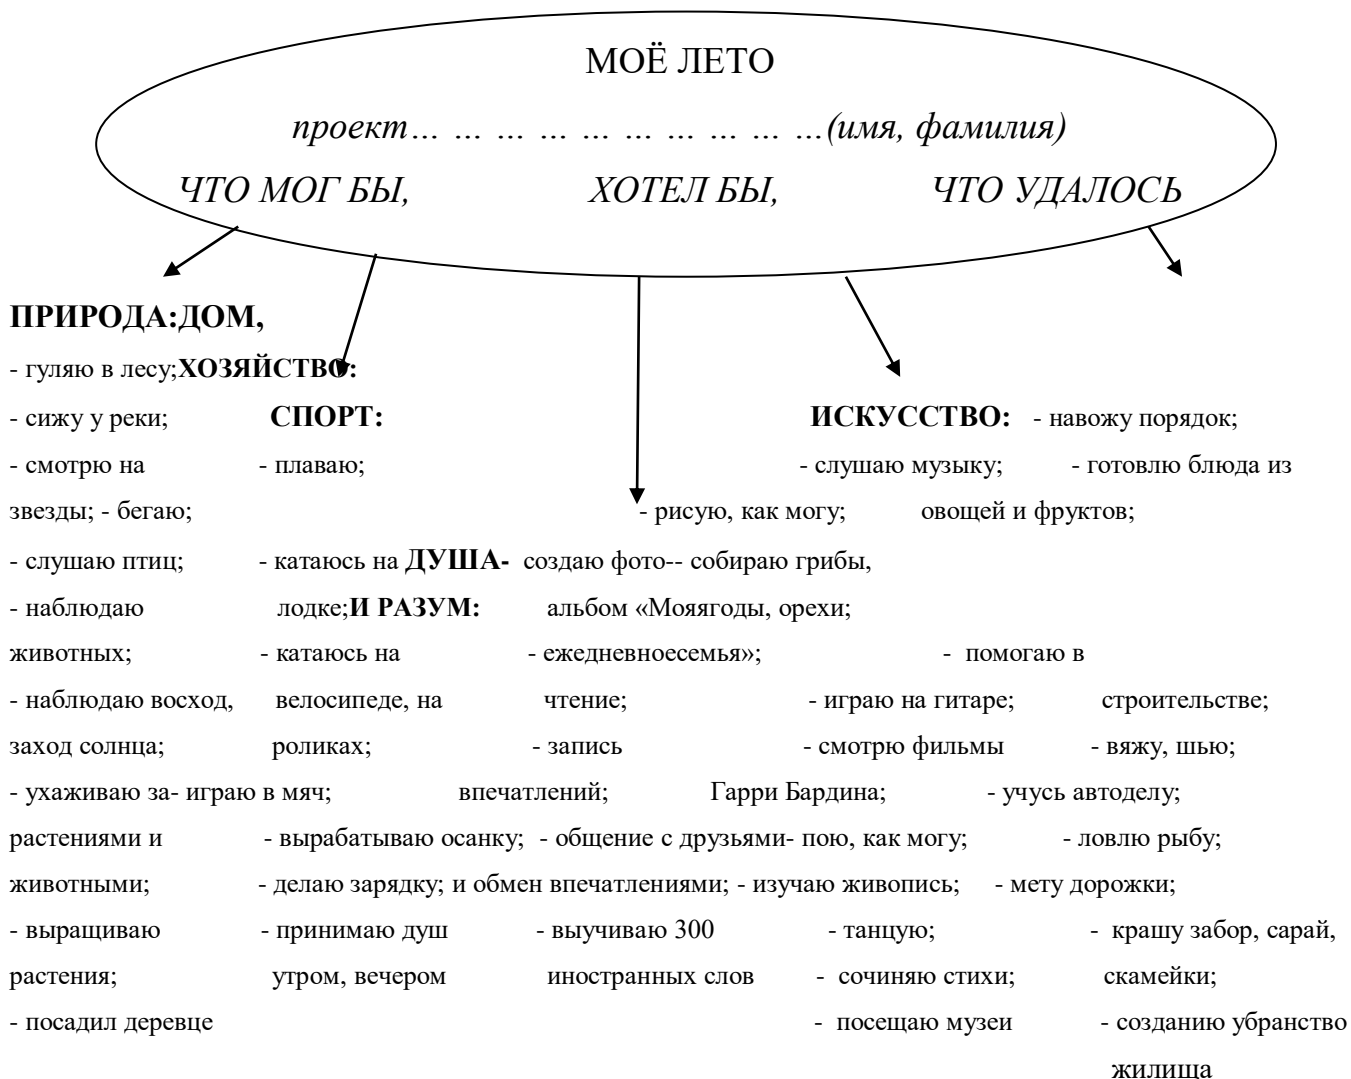 МОЁ ЛЕТО
проект… … … … … … … … … …(имя, фамилия)
ЧТО МОГ БЫ, ХОТЕЛ БЫ, ЧТО УДАЛОСЬ
ПРИРОДА:ДОМ,
- гуляю в лесу;ХОЗЯЙСТВО:
- сижу у реки; СПОРТ: ИСКУССТВО: - навожу порядок;
- смотрю на - плаваю; - слушаю музыку; - готовлю блюда из
звезды; - бегаю; - рисую, как могу; овощей и фруктов;
- слушаю птиц; - катаюсь на ДУША- создаю фото-- собираю грибы,
- наблюдаю лодке;И РАЗУМ: альбом «Мояягоды, орехи;
животных; - катаюсь на - ежедневноесемья»; - помогаю в
- наблюдаю восход, велосипеде, на чтение; - играю на гитаре; строительстве;
заход солнца; роликах; - запись - смотрю фильмы - вяжу, шью;
- ухаживаю за- играю в мяч; впечатлений; Гарри Бардина; - учусь автоделу;
растениями и - вырабатываю осанку; - общение с друзьями- пою, как могу; - ловлю рыбу;
животными; - делаю зарядку; и обмен впечатлениями; - изучаю живопись; - мету дорожки;
- выращиваю - принимаю душ - выучиваю 300 - танцую; - крашу забор, сарай,
растения; утром, вечером иностранных слов - сочиняю стихи; скамейки;
- посадил деревце - посещаю музеи - созданию убранство
жилища